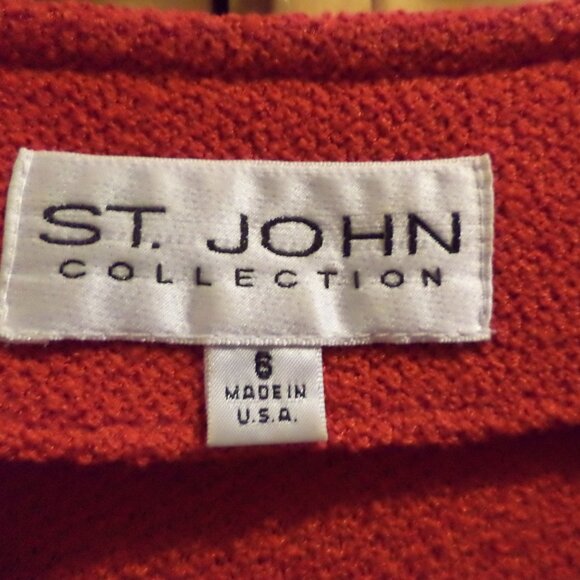 ST. JOHN
COLLECTION
6
MADE IN
U.S.A.